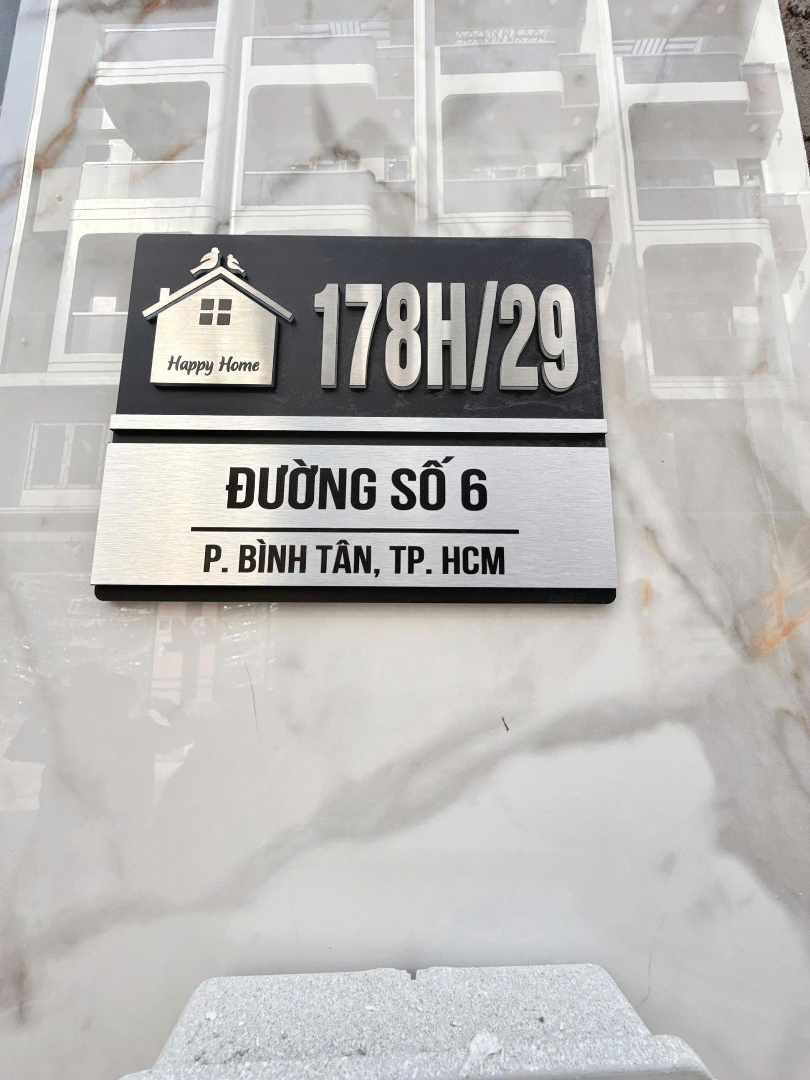 Happy Home
178H/29
ĐƯỜNG SỐ 6
P. BÌNH TÂN, TP. HCM